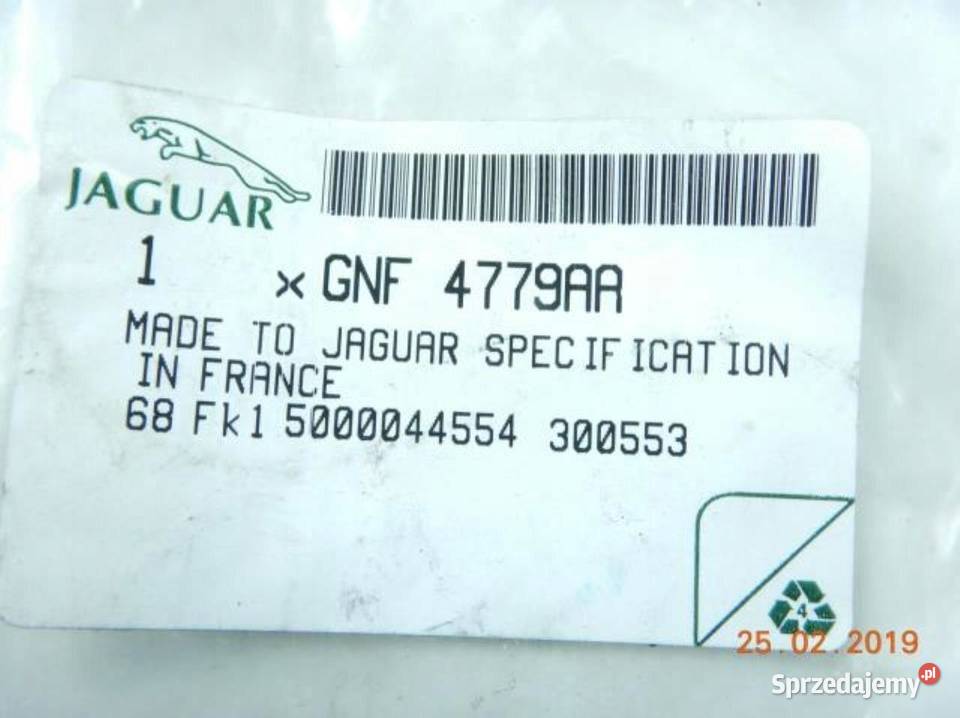 JAGUAR
1 x GNF 4779AA
MADE TO JAGUAR SPECIFICATION
IN FRANCE
68 Fk1 5000044554 300553
4
25.02.2019
Sprzedajemy.pl